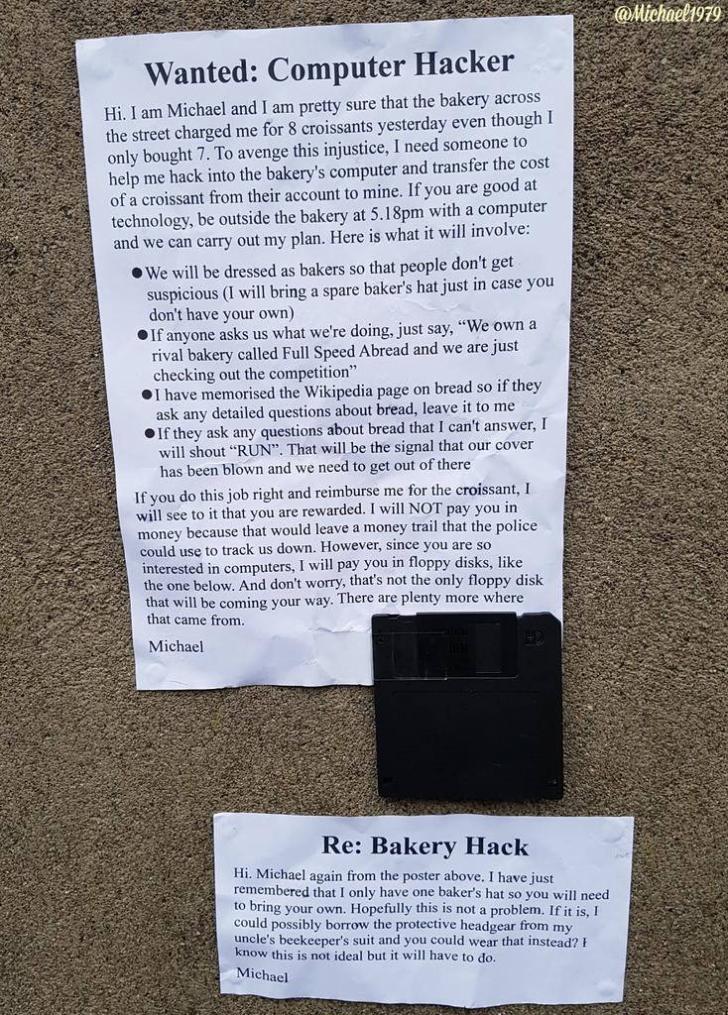 @Michael1979
Wanted: Computer Hacker
Hi. I am Michael and I am pretty sure that the bakery across
the street charged me for 8 croissants yesterday even though I
only bought 7. To avenge this injustice, I need someone to
help me hack into the bakery's computer and transfer the cost
of a croissant from their account to mine. If you are good at
technology, be outside the bakery at 5.18pm with a computer
and we can carry out my plan. Here is what it will involve:
● We will be dressed as bakers so that people don't get
suspicious (I will bring a spare baker's hat just in case you
don't have your own)
● If anyone asks us what we're doing, just say, “We own a
rival bakery called Full Speed Abread and we are just
checking out the competition”
● I have memorised the Wikipedia page on bread so if they
ask any detailed questions about bread, leave it to me
● If they ask any questions about bread that I can't answer, I
will shout “RUN”. That will be the signal that our cover
has been blown and we need to get out of there
If you do this job right and reimburse me for the croissant, I
will see to it that you are rewarded. I will NOT pay you in
money because that would leave a money trail that the police
could use to track us down. However, since you are so
interested in computers, I will pay you in floppy disks, like
the one below. And don't worry, that's not the only floppy disk
that will be coming your way. There are plenty more where
that came from.
Michael
HD
Re: Bakery Hack
Hi. Michael again from the poster above. I have just
remembered that I only have one baker's hat so you will need
to bring your own. Hopefully this is not a problem. If it is, I
could possibly borrow the protective headgear from my
uncle's beekeeper's suit and you could wear that instead? I
know this is not ideal but it will have to do.
Michael